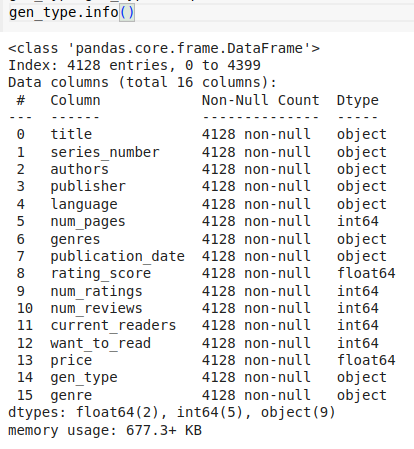 gen_type.info()
<class 'pandas.core.frame.DataFrame'>
Index: 4128 entries, 0 to 4399
Data columns (total 16 columns):
 #   Column            Non-Null Count  Dtype
---  ------            --------------  -----
 0   title             4128 non-null   object
 1   series_number     4128 non-null   object
 2   authors           4128 non-null   object
 3   publisher         4128 non-null   object
 4   language          4128 non-null   object
 5   num_pages         4128 non-null   int64
 6   genres            4128 non-null   object
 7   publication_date  4128 non-null   object
 8   rating_score      4128 non-null   float64
 9   num_ratings       4128 non-null   int64
 10  num_reviews       4128 non-null   int64
 11  current_readers   4128 non-null   int64
 12  want_to_read      4128 non-null   int64
 13  price             4128 non-null   float64
 14  gen_type          4128 non-null   object
 15  genre             4128 non-null   object
dtypes: float64(2), int64(5), object(9)
memory usage: 677.3+ KB